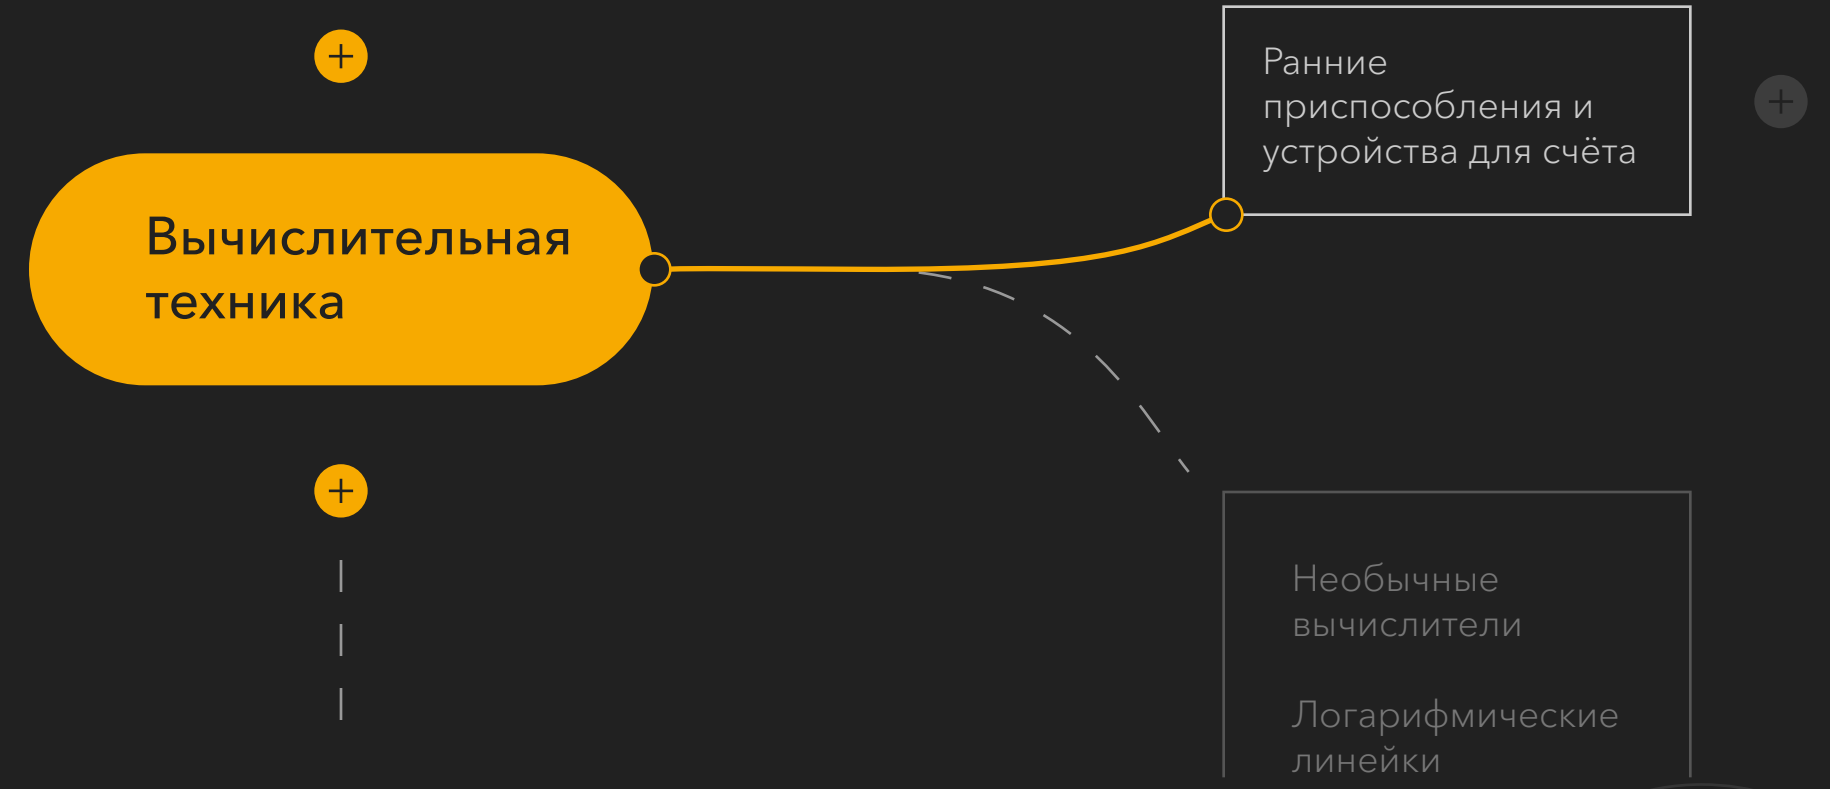 Ранние
приспособления и
устройства для счёта
Вычислительная
техника
Необычные
вычислители
Логарифмические
линейки